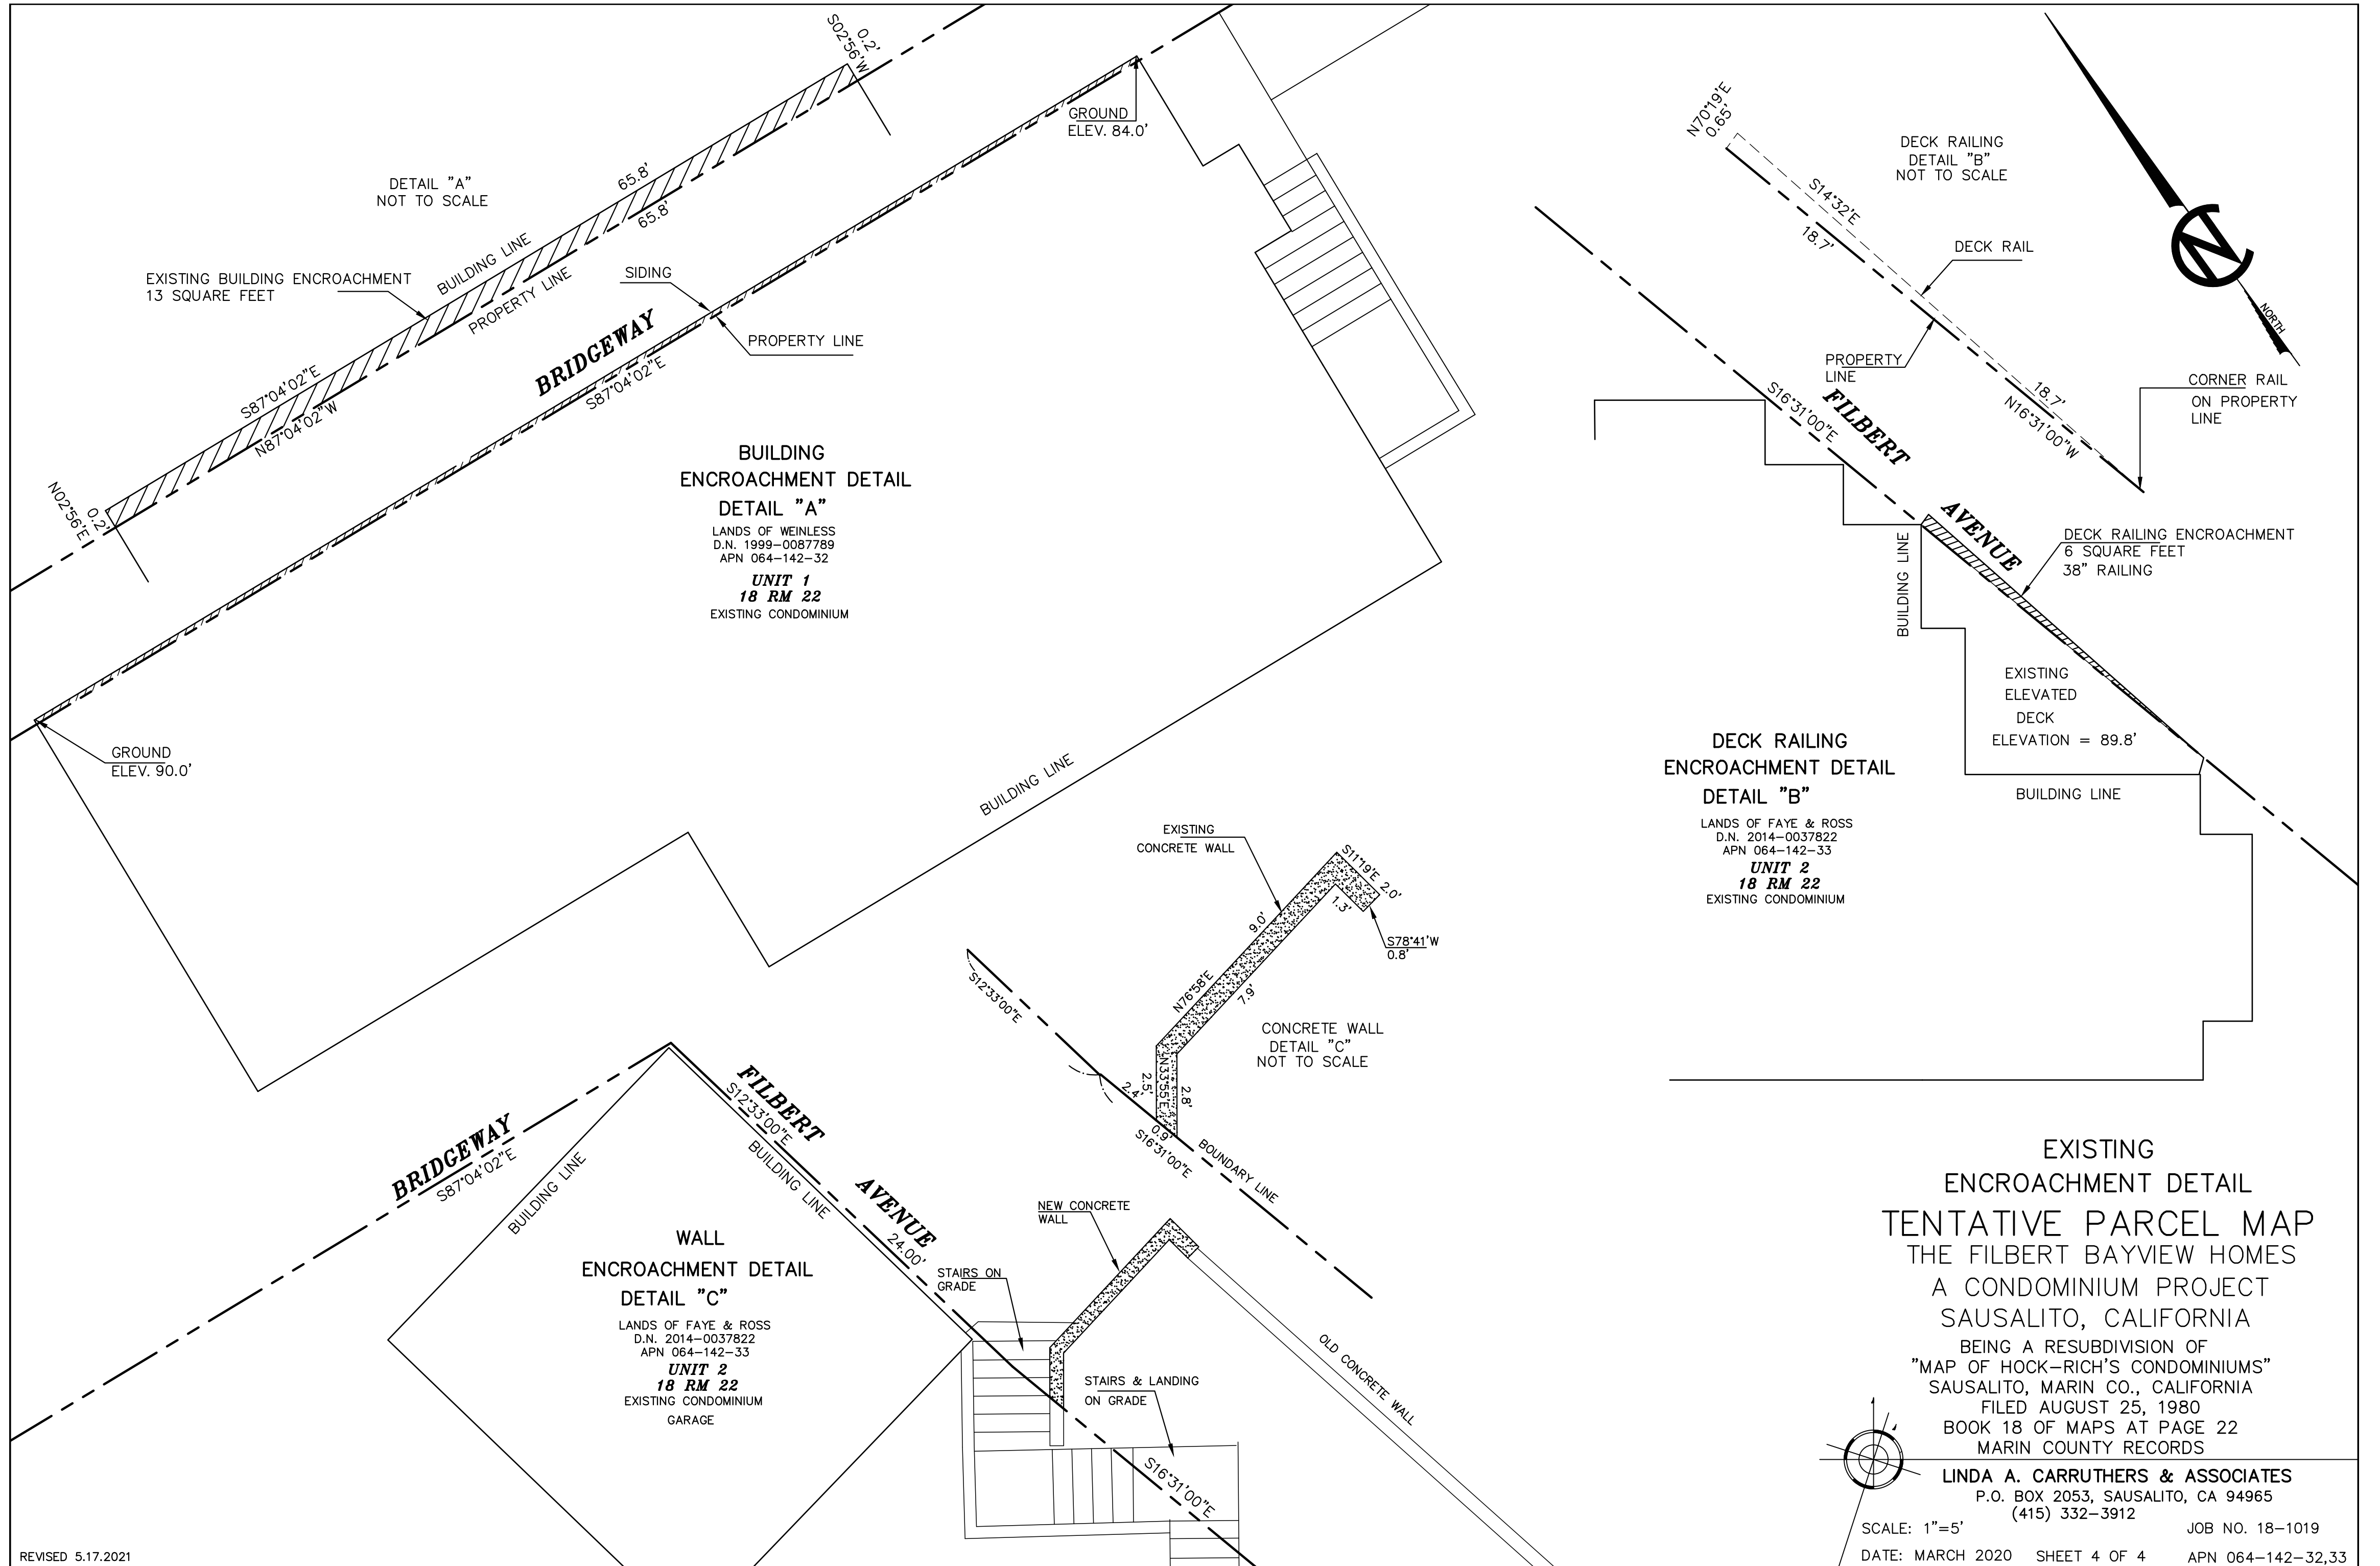 S02°56'W
0.2'
DETAIL "A"
NOT TO SCALE
65.8'
65.8'
BUILDING LINE
PROPERTY LINE
EXISTING BUILDING ENCROACHMENT
13 SQUARE FEET
S87°04'02"E
N87°04'02"W
N02°56'E
0.2'
GROUND
ELEV. 84.0'
SIDING
PROPERTY LINE
BRIDGEWAY
S87°04'02"E
BUILDING
ENCROACHMENT DETAIL
DETAIL "A"
LANDS OF WEINLESS
D.N. 1999-0087789
APN 064-142-32
UNIT 1
18 RM 22
EXISTING CONDOMINIUM
GROUND
ELEV. 90.0'
BUILDING LINE
N70°19'E
0.65'
DECK RAILING
DETAIL "B"
NOT TO SCALE
S14°32'E
18.7'
DECK RAIL
PROPERTY
LINE
18.7'
N16°31'00"W
CORNER RAIL
ON PROPERTY
LINE
NORTH
S16°31'00"E
FILBERT
AVENUE
BUILDING LINE
DECK RAILING ENCROACHMENT
6 SQUARE FEET
38" RAILING
EXISTING
ELEVATED
DECK
ELEVATION = 89.8'
BUILDING LINE
DECK RAILING
ENCROACHMENT DETAIL
DETAIL "B"
LANDS OF FAYE & ROSS
D.N. 2014-0037822
APN 064-142-33
UNIT 2
18 RM 22
EXISTING CONDOMINIUM
EXISTING
CONCRETE WALL
S11°19'E 2.0'
1.3'
9.0'
S78°41'W
0.8'
N76°58'E
7.9'
S12°33'00"E
CONCRETE WALL
DETAIL "C"
NOT TO SCALE
2.5'
N33°55'E
2.8'
2.4'
0.9'
S16°31'00"E
BOUNDARY LINE
BRIDGEWAY
S87°04'02"E
FILBERT
S12°33'00"E
BUILDING LINE
BUILDING LINE
AVENUE
24.00'
WALL
ENCROACHMENT DETAIL
DETAIL "C"
LANDS OF FAYE & ROSS
D.N. 2014-0037822
APN 064-142-33
UNIT 2
18 RM 22
EXISTING CONDOMINIUM
GARAGE
NEW CONCRETE
WALL
STAIRS ON
GRADE
STAIRS & LANDING
ON GRADE
OLD CONCRETE WALL
S16°31'00"E
EXISTING
ENCROACHMENT DETAIL
TENTATIVE PARCEL MAP
THE FILBERT BAYVIEW HOMES
A CONDOMINIUM PROJECT
SAUSALITO, CALIFORNIA
BEING A RESUBDIVISION OF
"MAP OF HOCK-RICH'S CONDOMINIUMS"
SAUSALITO, MARIN CO., CALIFORNIA
FILED AUGUST 25, 1980
BOOK 18 OF MAPS AT PAGE 22
MARIN COUNTY RECORDS
LINDA A. CARRUTHERS & ASSOCIATES
P.O. BOX 2053, SAUSALITO, CA 94965
(415) 332-3912
SCALE: 1"=5' JOB NO. 18-1019
DATE: MARCH 2020 SHEET 4 OF 4 APN 064-142-32,33
REVISED 5.17.2021